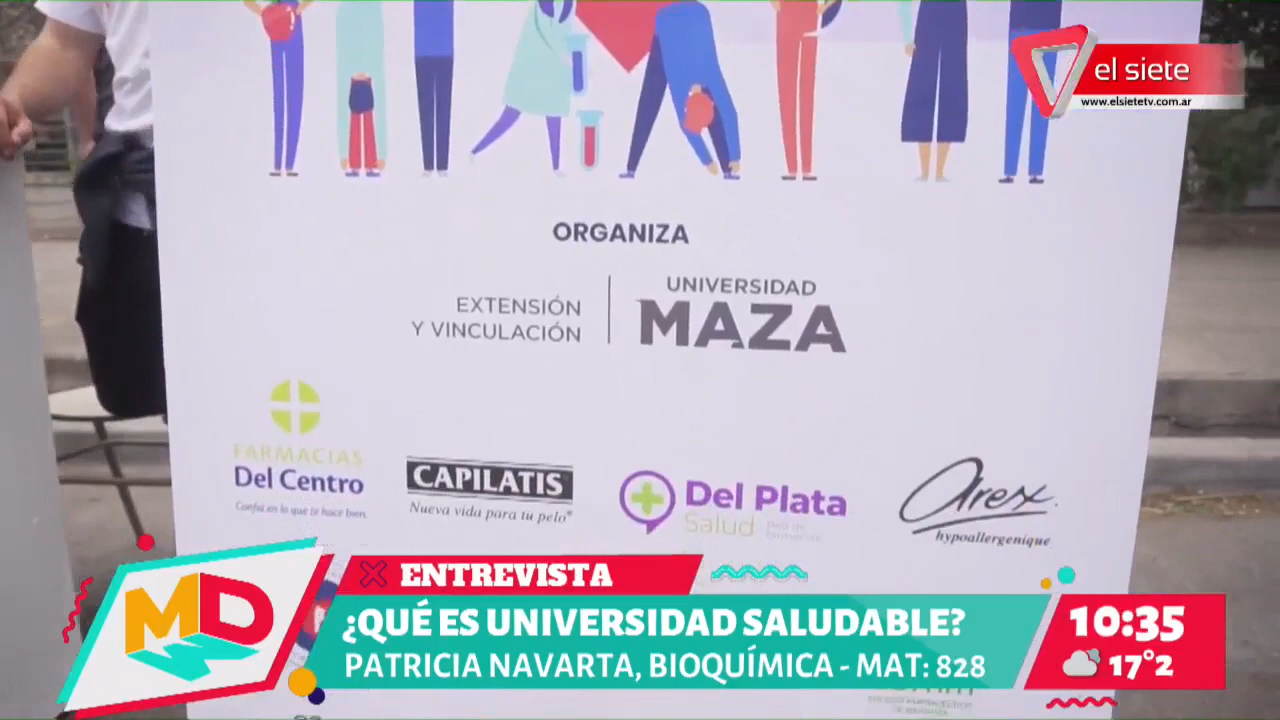 el siete
www.elsietetv.com.ar
ORGANIZA
EXTENSIÓN
Y VINCULACIÓN
UNIVERSIDAD
MAZA
FARMACIAS
Del Centro
Confiá en lo que te hace bien.
CAPILATIS
Nueva vida para tu pelo®
Del Plata
Salud
Arex
hypoallergenique
MD
ENTREVISTA
¿QUÉ ES UNIVERSIDAD SALUDABLE?
PATRICIA NAVARTA, BIOQUÍMICA - MAT: 828
10:35
17°2